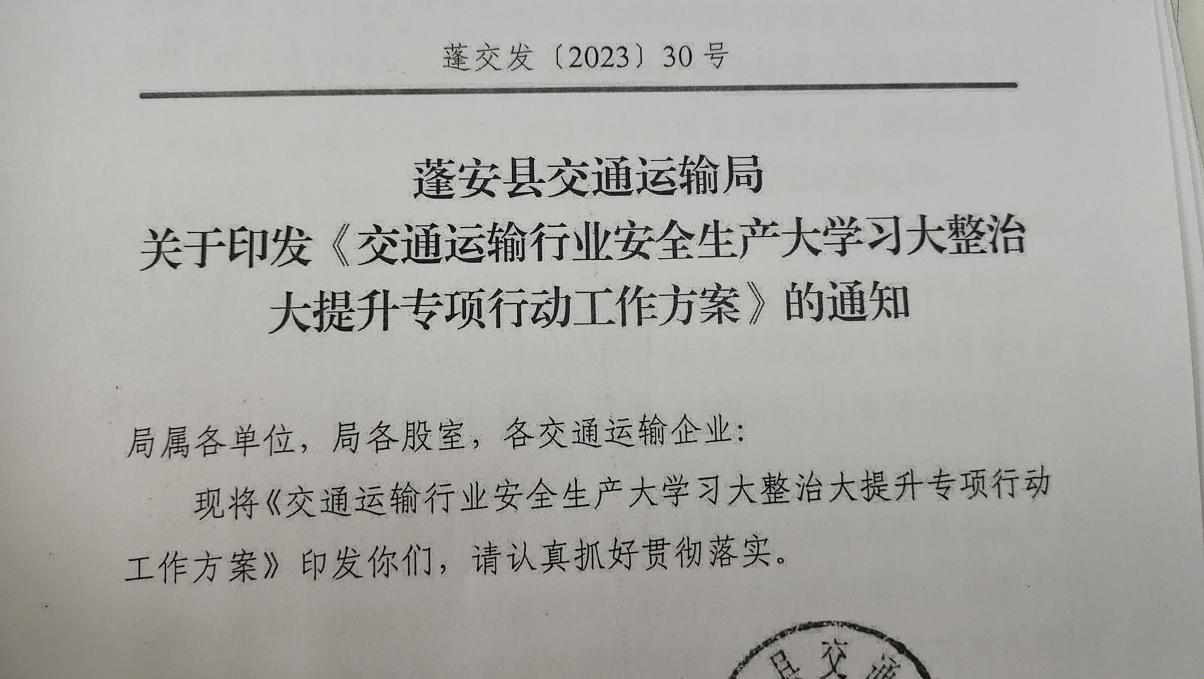 蓬交发〔2023〕30号
蓬安县交通运输局
关于印发《交通运输行业安全生产大学习大整治
大提升专项行动工作方案》的通知
局属各单位，局各股室，各交通运输企业：
现将《交通运输行业安全生产大学习大整治大提升专项行动
工作方案》印发你们，请认真抓好贯彻落实。
县交通